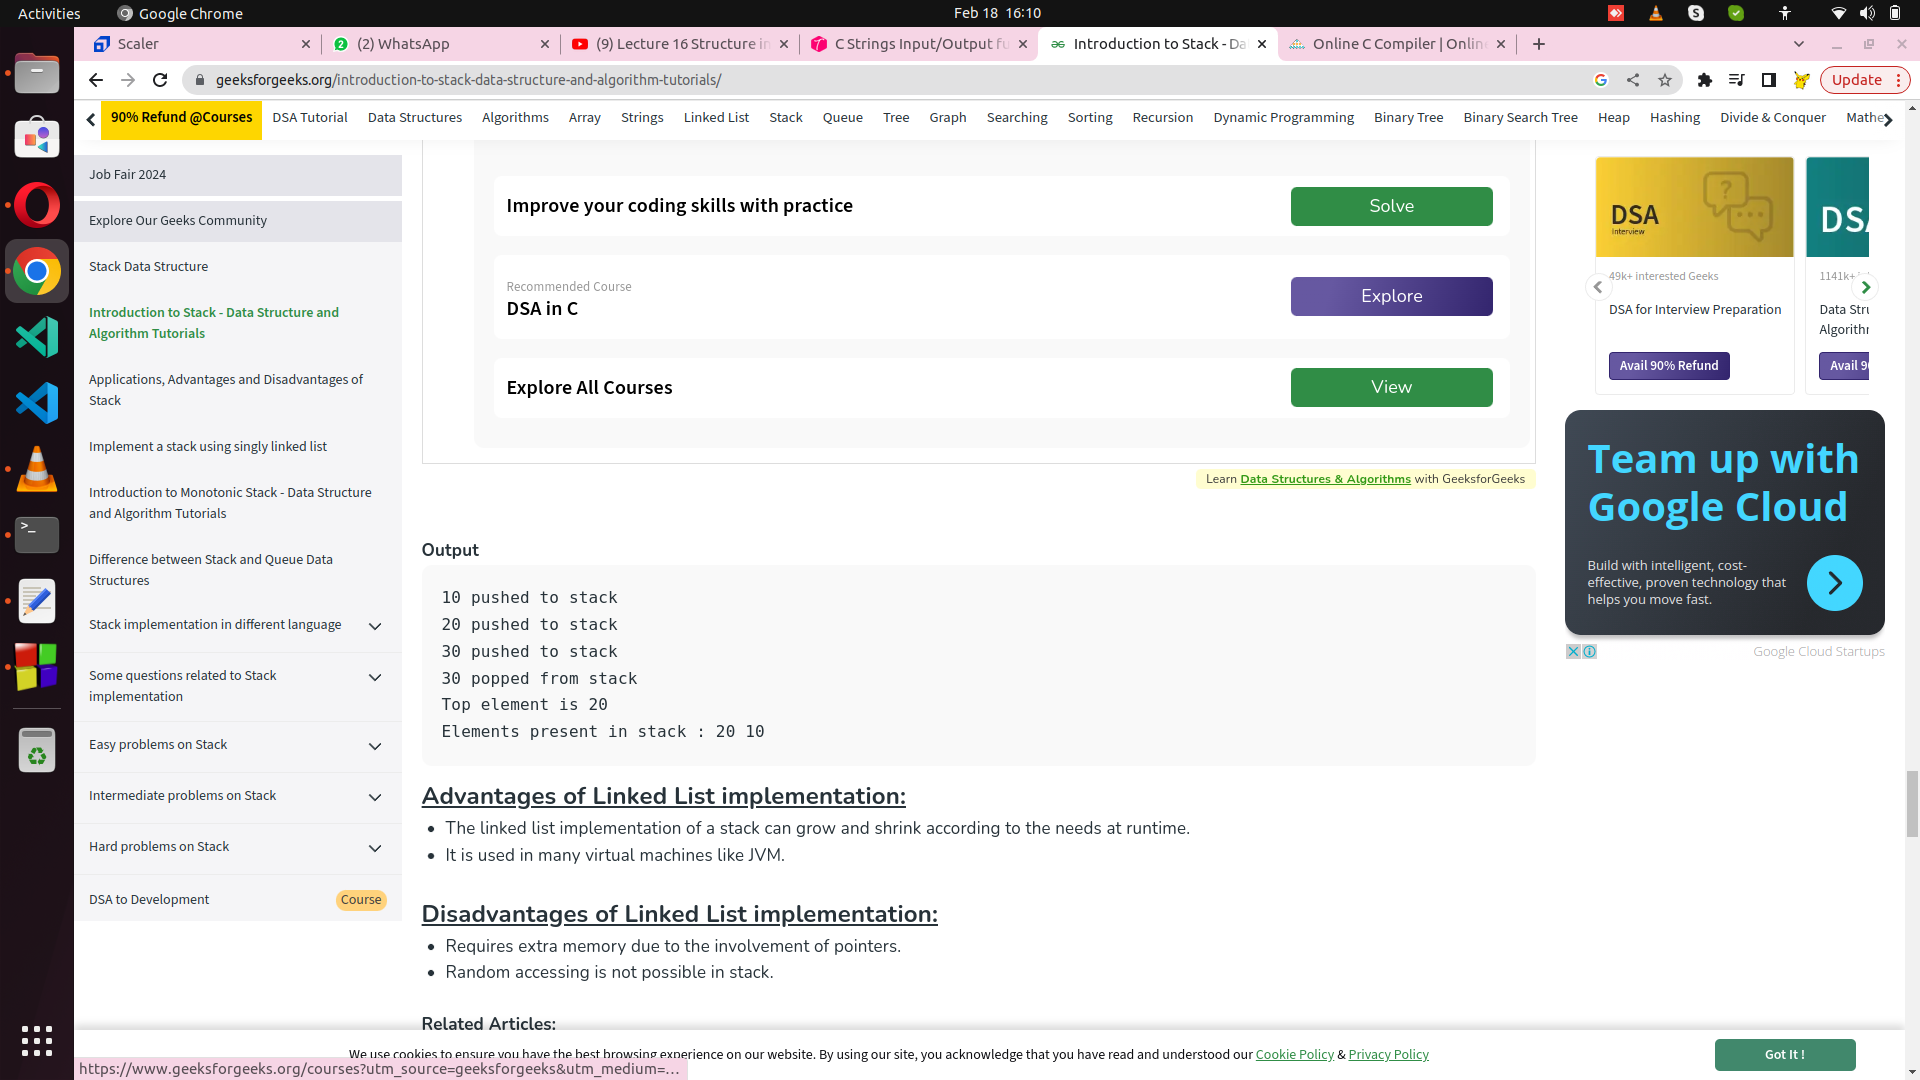 Activities
Google Chrome
Feb 18 16:10
Scaler
(2) WhatsApp
(9) Lecture 16 Structure in
C Strings Input/Output fu
Introduction to Stack - Da
Online C Compiler | Online
geeksforgeeks.org/introduction-to-stack-data-structure-and-algorithm-tutorials/
Update
90% Refund @Courses
DSA Tutorial
Data Structures
Algorithms
Array
Strings
Linked List
Stack
Queue
Tree
Graph
Searching
Sorting
Recursion
Dynamic Programming
Binary Tree
Binary Search Tree
Heap
Hashing
Divide & Conquer
Mathe
Job Fair 2024
Explore Our Geeks Community
Stack Data Structure
Introduction to Stack - Data Structure and
Algorithm Tutorials
Applications, Advantages and Disadvantages of
Stack
Implement a stack using singly linked list
Introduction to Monotonic Stack - Data Structure
and Algorithm Tutorials
Difference between Stack and Queue Data
Structures
Stack implementation in different language
Some questions related to Stack
implementation
Easy problems on Stack
Intermediate problems on Stack
Hard problems on Stack
DSA to Development
Course
Improve your coding skills with practice
Solve
Recommended Course
DSA in C
Explore
Explore All Courses
View
Learn Data Structures & Algorithms with GeeksforGeeks
Output
10 pushed to stack
20 pushed to stack
30 pushed to stack
30 popped from stack
Top element is 20
Elements present in stack : 20 10
Advantages of Linked List implementation:
• The linked list implementation of a stack can grow and shrink according to the needs at runtime.
• It is used in many virtual machines like JVM.
Disadvantages of Linked List implementation:
• Requires extra memory due to the involvement of pointers.
• Random accessing is not possible in stack.
Related Articles:
DSA
Interview
49k+ interested Geeks
DSA for Interview Preparation
Avail 90% Refund
DSA
1141k+
Data Stru
Algorithm
Avail 90
Team up with
Google Cloud
Build with intelligent, cost-
effective, proven technology that
helps you move fast.
Google Cloud Startups
We use cookies to ensure you have the best browsing experience on our website. By using our site, you acknowledge that you have read and understood our Cookie Policy & Privacy Policy
Got It !
https://www.geeksforgeeks.org/courses?utm_source=geeksforgeeks&utm_medium=...